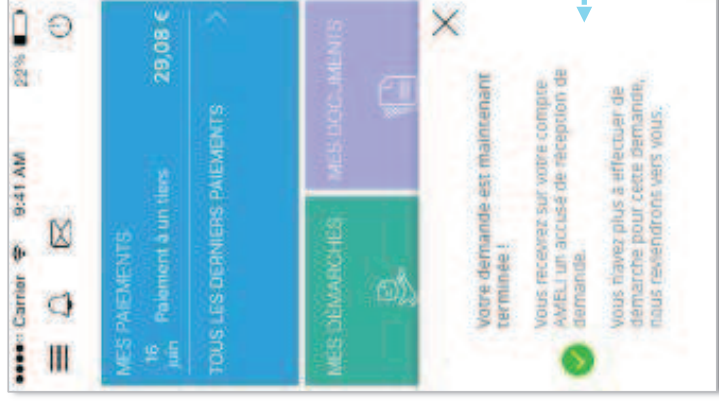 Carrier 9:41 AM 22%
MES PAIEMENTS
16 juin Paiement à un tiers 29,08 €
TOUS LES DERNIERS PAIEMENTS
MES DÉMARCHES
MES DOCUMENTS
Votre demande est maintenant
terminée !
Vous recevrez sur votre compte
AMELI un accusé de réception de
demande.
Vous n'avez plus à effectuer de
démarche pour cette demande,
nous reviendrons vers vous.